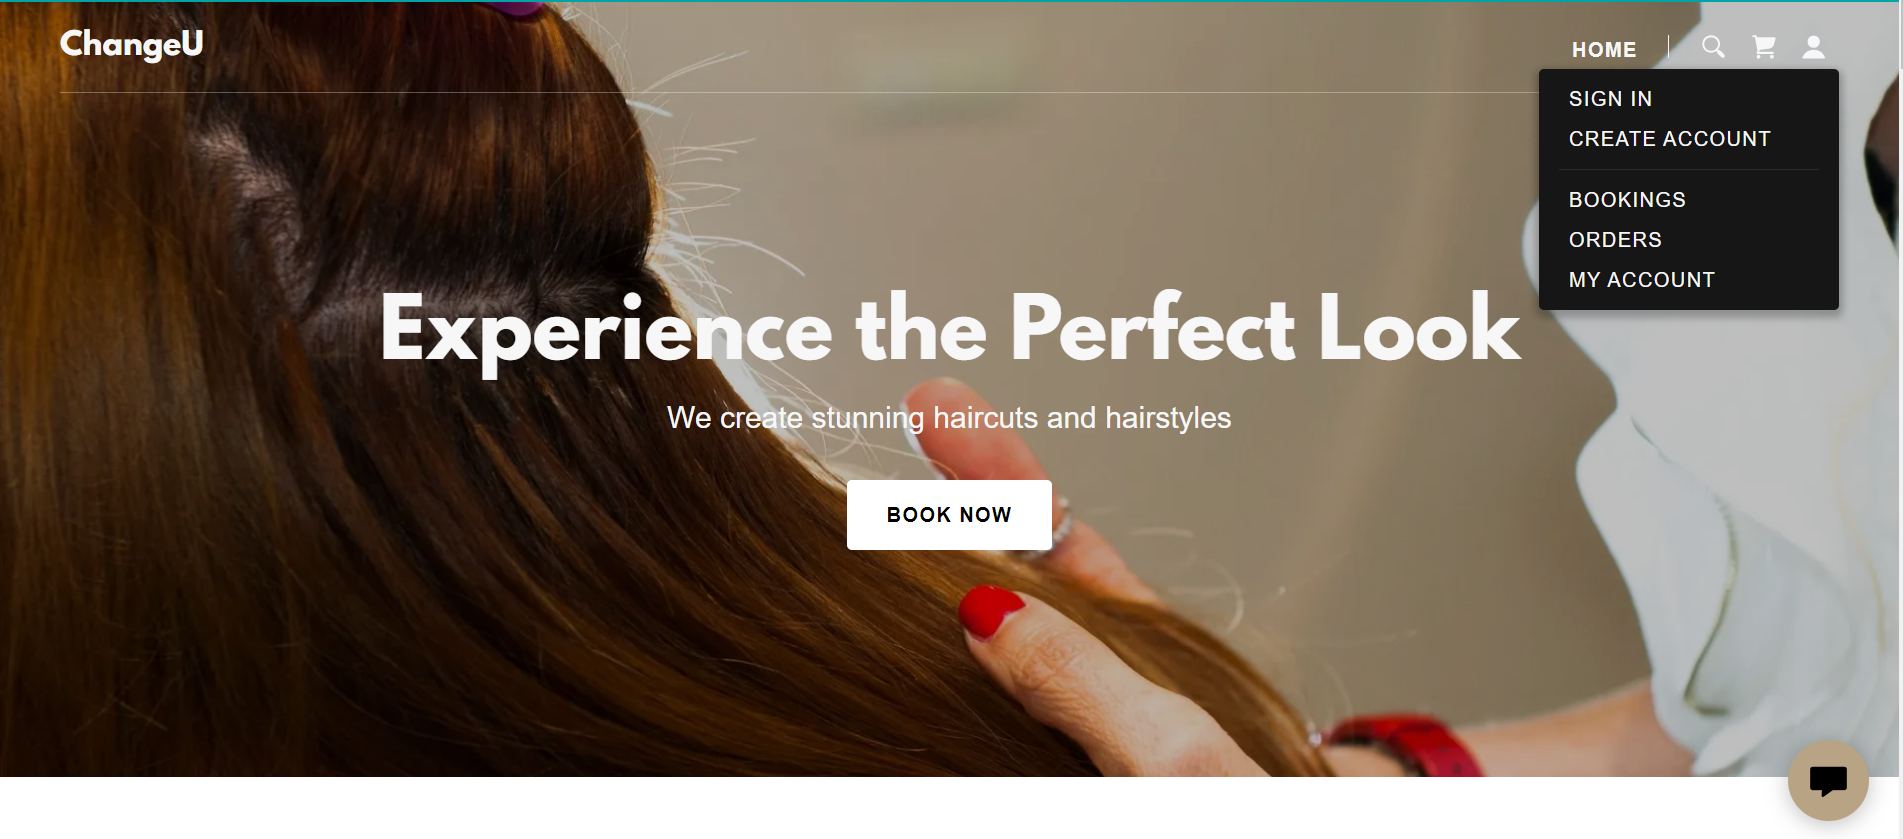 ChangeU
HOME
SIGN IN
CREATE ACCOUNT
BOOKINGS
ORDERS
MY ACCOUNT
Experience the Perfect Look
We create stunning haircuts and hairstyles
BOOK NOW